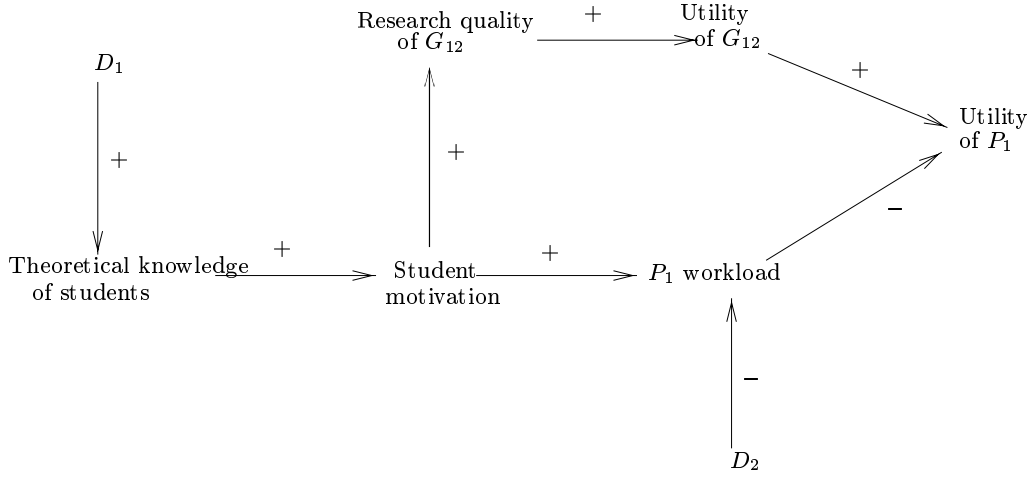 Research quality
of G₁₂
+
Utility
of G₁₂
D₁
+
Utility
of P₁
+
+
−
Theoretical knowledge
of students
+
Student
motivation
+
P₁ workload
−
D₂